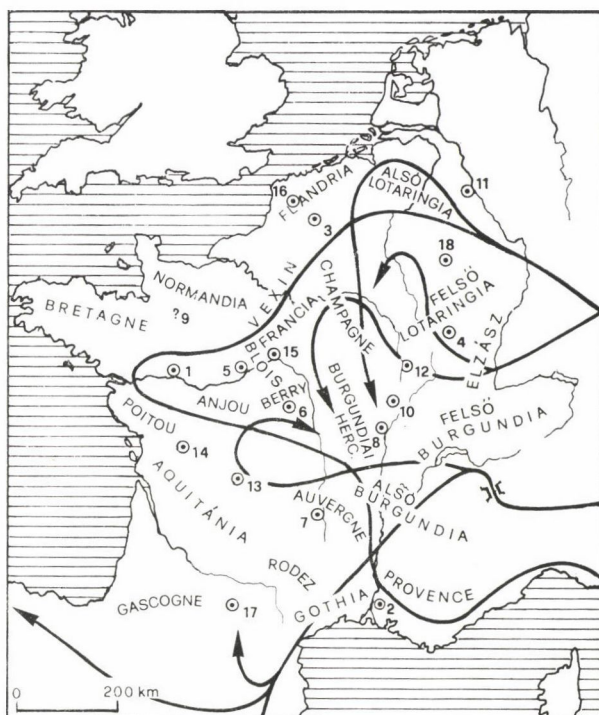 16
FLANDRIA
3
ALSÓ
LOTARINGIA
11
NORMANDIA
?9
BRETAGNE
VEXIN
FRANCIA
CHAMPAGNE
18
FELSŐ
LOTARINGIA
4
ELZÁSZ
1
5
BLOIS
15
12
ANJOU
BERRY
6
BURGUNDIAI
HERC.
10
8
FELSŐ
BURGUNDIA
POITOU
14
AQUITÁNIA
13
AUVERGNE
7
ALSÓ
BURGUNDIA
RODEZ
GASCOGNE
17
GOTHIA
2
PROVENCE
0 200 km